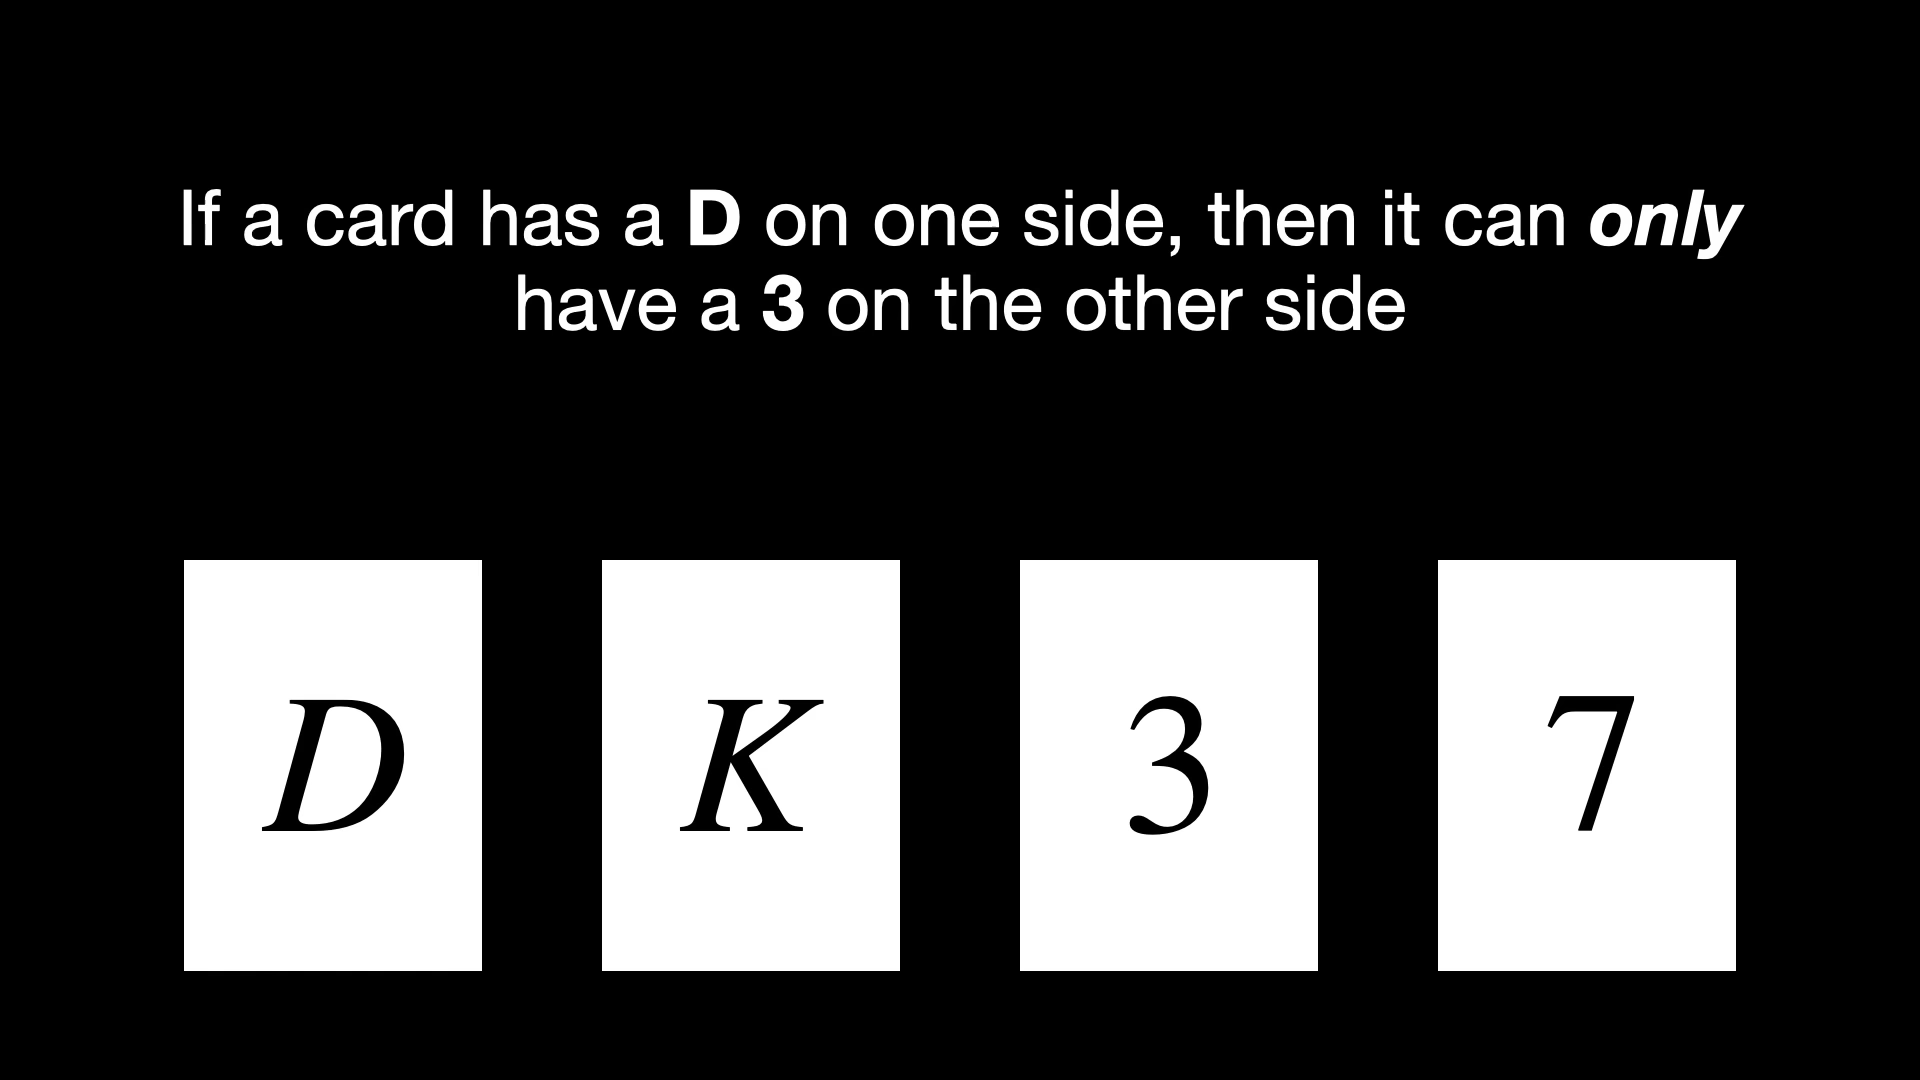 If a card has a D on one side, then it can only
have a 3 on the other side
D K 3 7